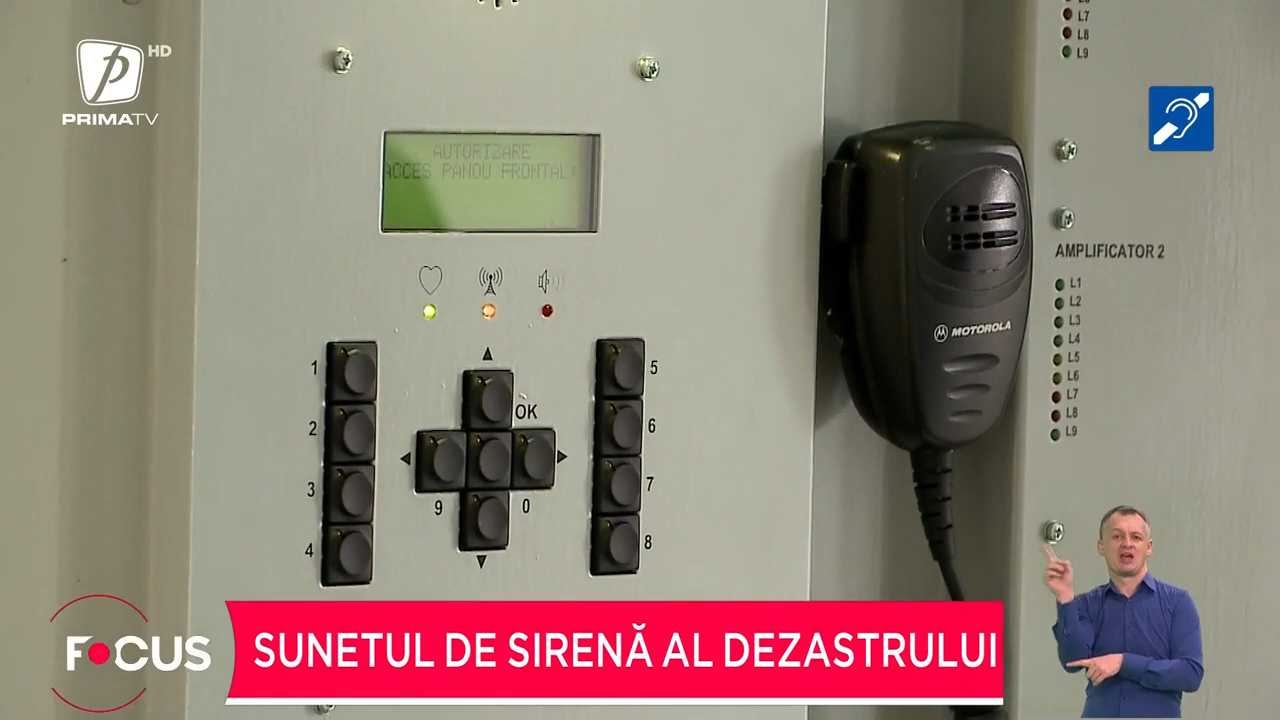 HD
PRIMATV
AUTORIZARE
ACCES PANOU FRONTAL:
L7
L8
L9
AMPLIFICATOR 2
L1
L2
L3
L4
L5
L6
L7
L8
L9
MOTOROLA
1
2
3
4
OK
9
0
5
6
7
8
FOCUS
SUNETUL DE SIRENĂ AL DEZASTRULUI